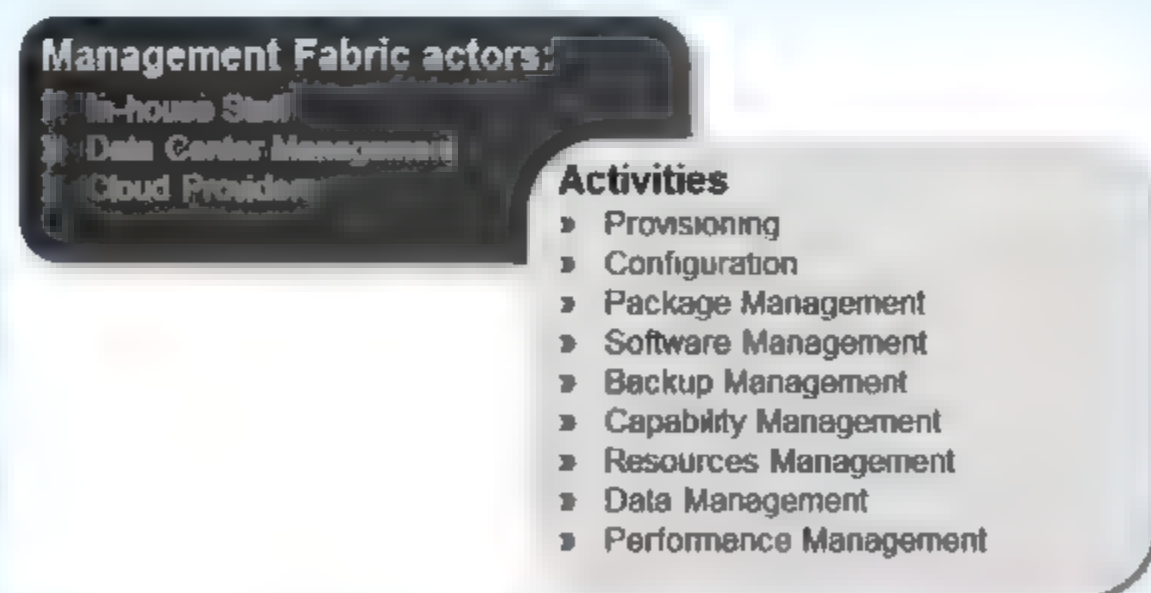 Management Fabric actors:
» In-house Staff
» Data Center Management
» Cloud Providers
Activities
» Provisioning
» Configuration
» Package Management
» Software Management
» Backup Management
» Capability Management
» Resources Management
» Data Management
» Performance Management